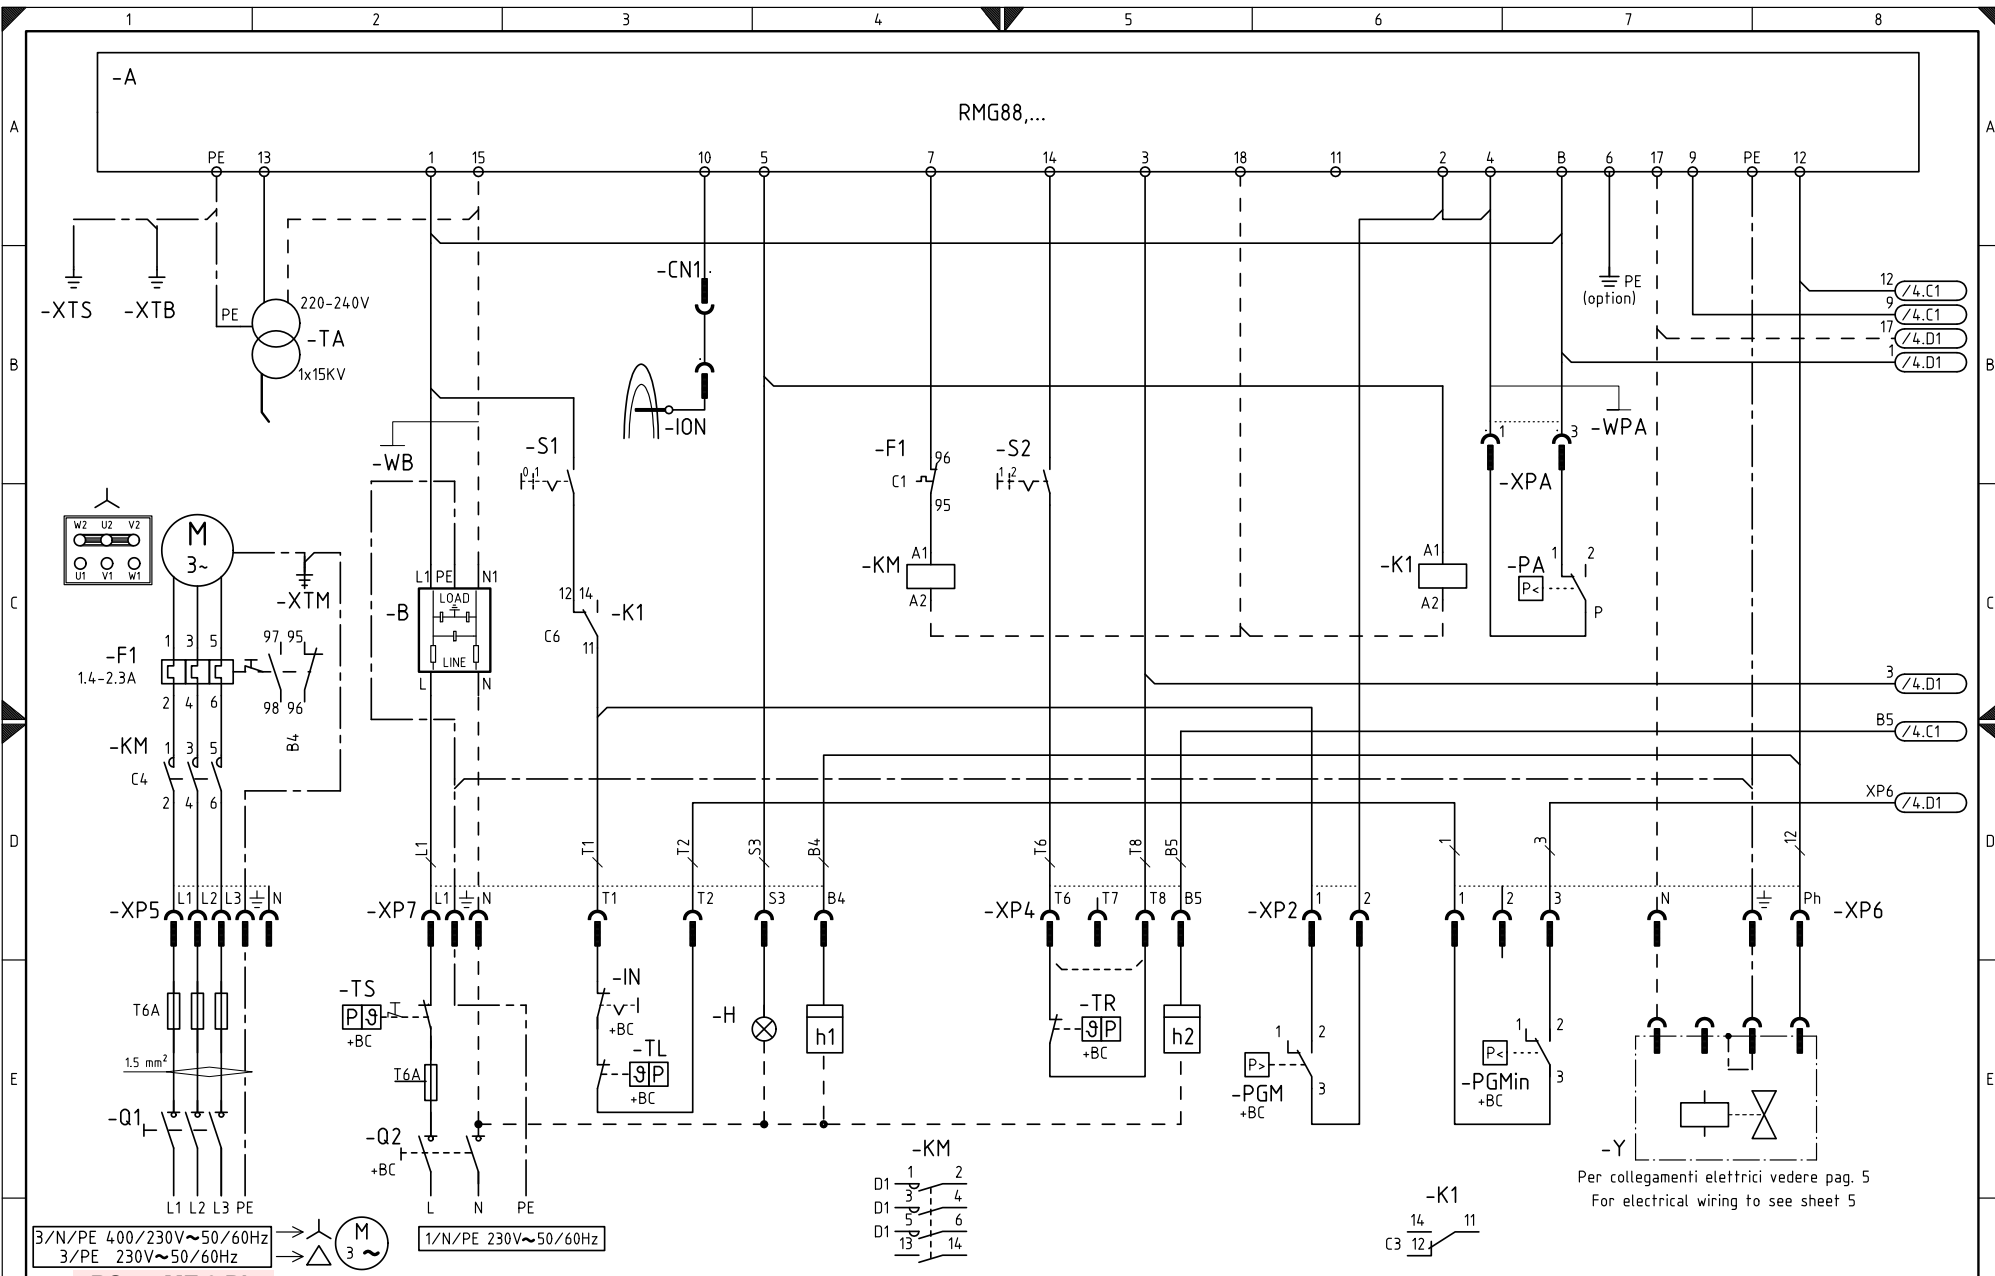 1 2 3 4 5 6 7 8
-A
RMG88,...
A A
PE 13 1 15 10 5 7 14 3 18 11 2 4 B 6 17 9 PE 12
-CN1
PE
(option)
12 /4.C1
9 /4.C1
17 /4.D1
1 /4.D1
-XTS -XTB
PE
220-240V
-TA
1x15KV
B B
-ION
-WB
-S1
0 1
-F1
96
C1
95
-S2
1 2
1 3
-WPA
-XPA
W2 U2 V2
U1 V1 W1
M
3~
-XTM
L1 PE N1
LOAD
-B
LINE
L N
12 14
-K1
C6
11
A1
-KM
A2
A1
-K1
A2
-PA
1 2
P<
P
C C
1 3 5
-F1
1.4-2.3A
2 4 6
97 95
98 96
B4
3 /4.D1
B5 /4.C1
XP6 /4.D1
-KM
1 3 5
C4
2 4 6
D D
L1 T1 T2 S3 B4 T6 T8 B5 1 3 12
-XP5 L1 L2 L3 N
-XP7 L1 N T1 T2 S3 B4
-XP4 T6 T7 T8 B5
-XP2 1 2
1 2 3 N Ph -XP6
T6A
1.5 mm²
-Q1
L1 L2 L3 PE
-TS
P ϑ
+BC
T6A
-Q2
+BC
L N PE
-IN
+BC
-TL
ϑ P
+BC
-H
h1
-TR
ϑ P
+BC
h2
1 2
P>
3
-PGM
+BC
1 2
P<
3
-PGMin
+BC
-Y
E E
Per collegamenti elettrici vedere pag. 5
For electrical wiring to see sheet 5
-KM
D1 1 2
D1 3 4
D1 5 6
13 14
-K1
14 11
C3 12
3/N/PE 400/230V~50/60Hz
3/PE 230V~50/60Hz
M
3 ~
1/N/PE 230V~50/60Hz